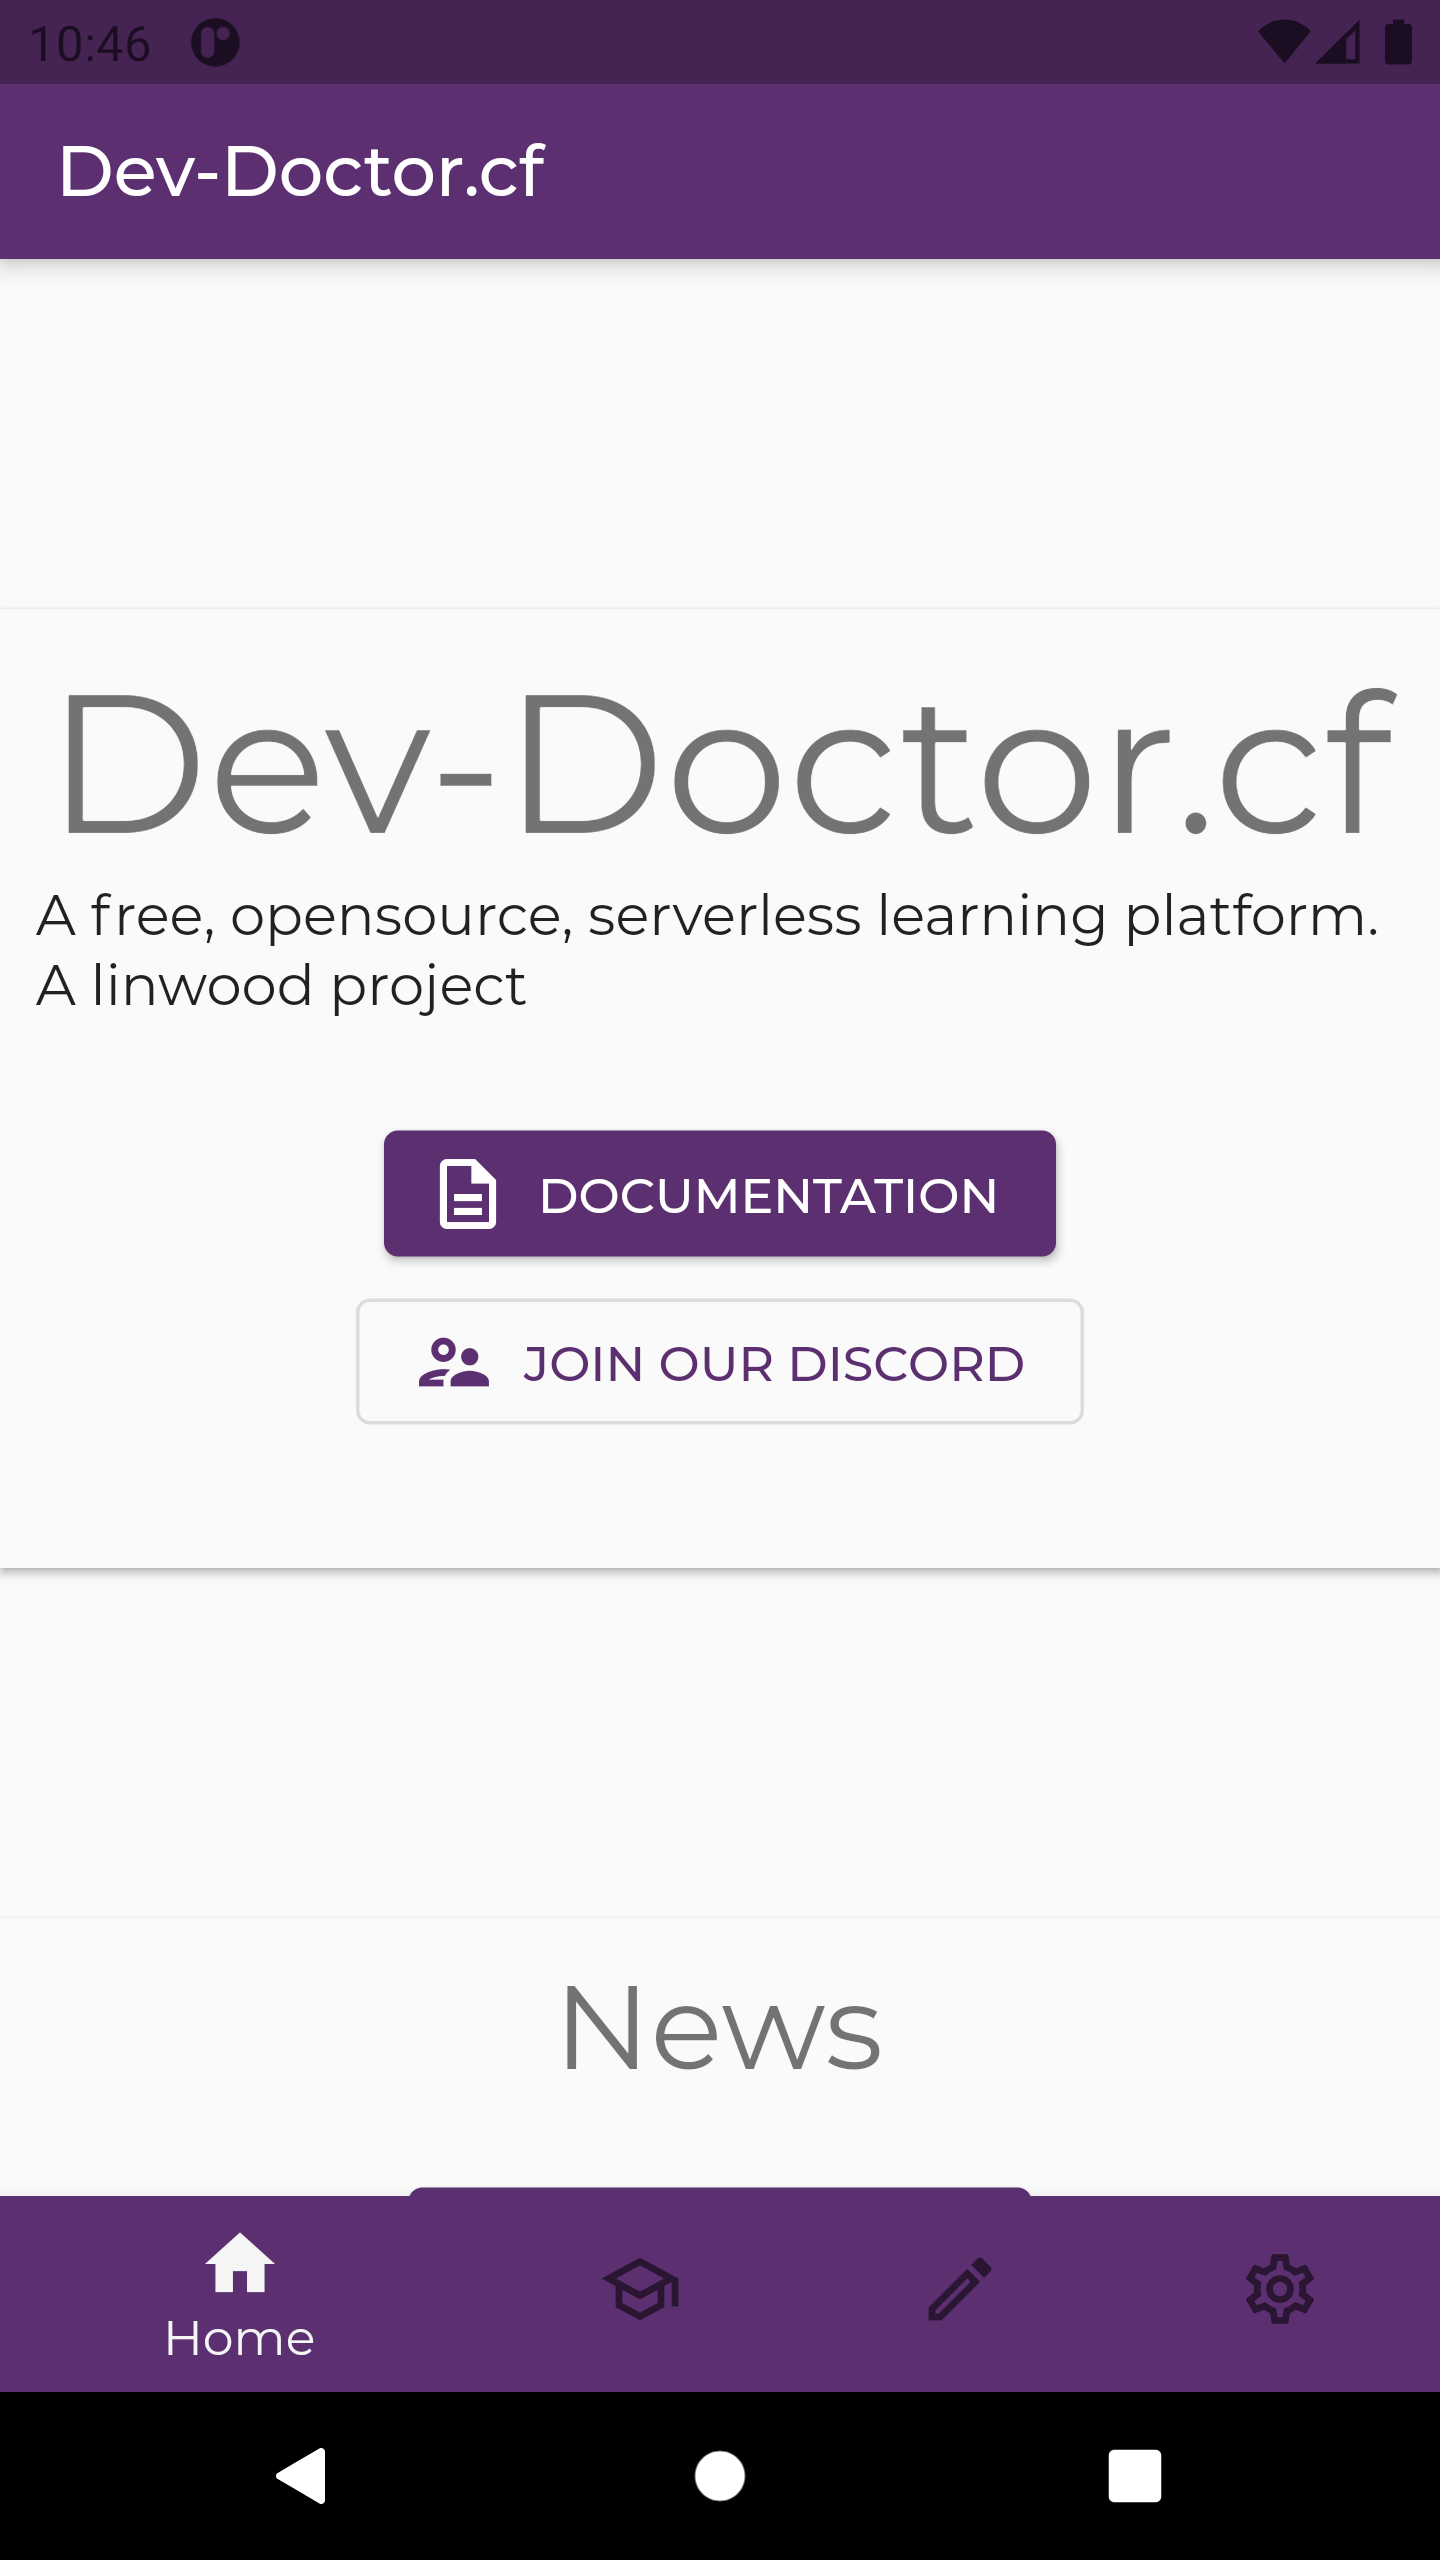 10:46
Dev-Doctor.cf
Dev-Doctor.cf
A free, opensource, serverless learning platform.
A linwood project
DOCUMENTATION
JOIN OUR DISCORD
News
Home